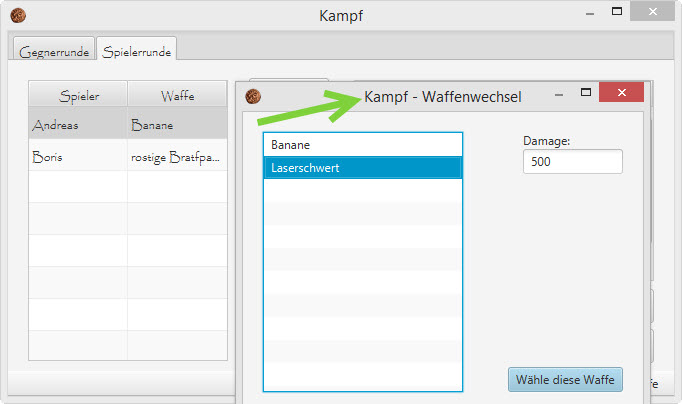 Kampf
Gegnerrunde Spielerrunde
Spieler Waffe
Andreas Banane
Boris rostige Bratfpa...
Kampf - Waffenwechsel
Banane
Laserschwert
Damage:
500
Wähle diese Waffe
fe